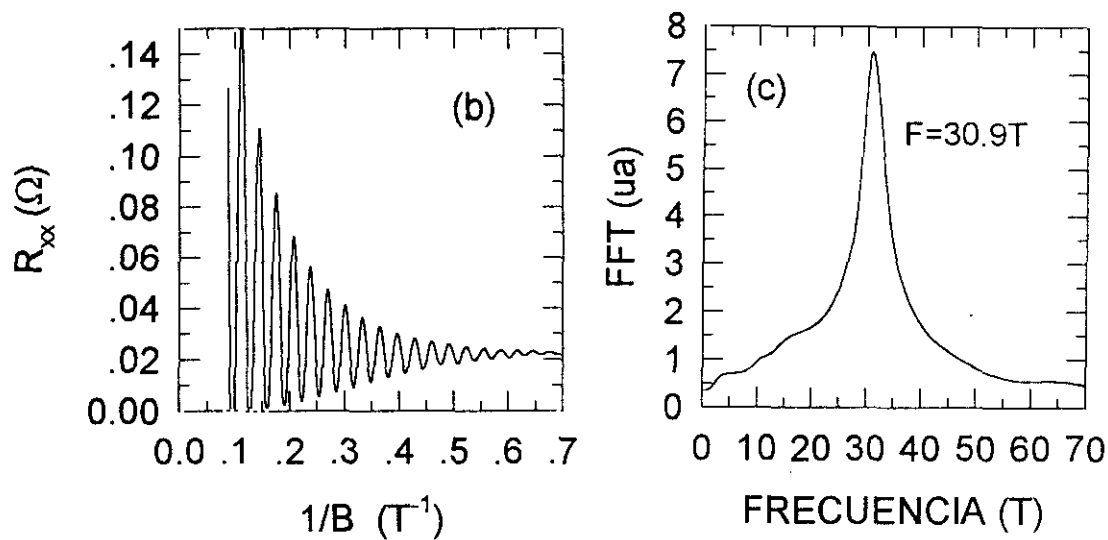 .14
.12
.10
.08
.06
.04
.02
0.00
R_xx (Ω)
(b)
0.0 .1 .2 .3 .4 .5 .6 .7
1/B (T⁻¹)
8
7
6
5
4
3
2
1
0
FFT (ua)
(c)
F=30.9T
0 10 20 30 40 50 60 70
FRECUENCIA (T)